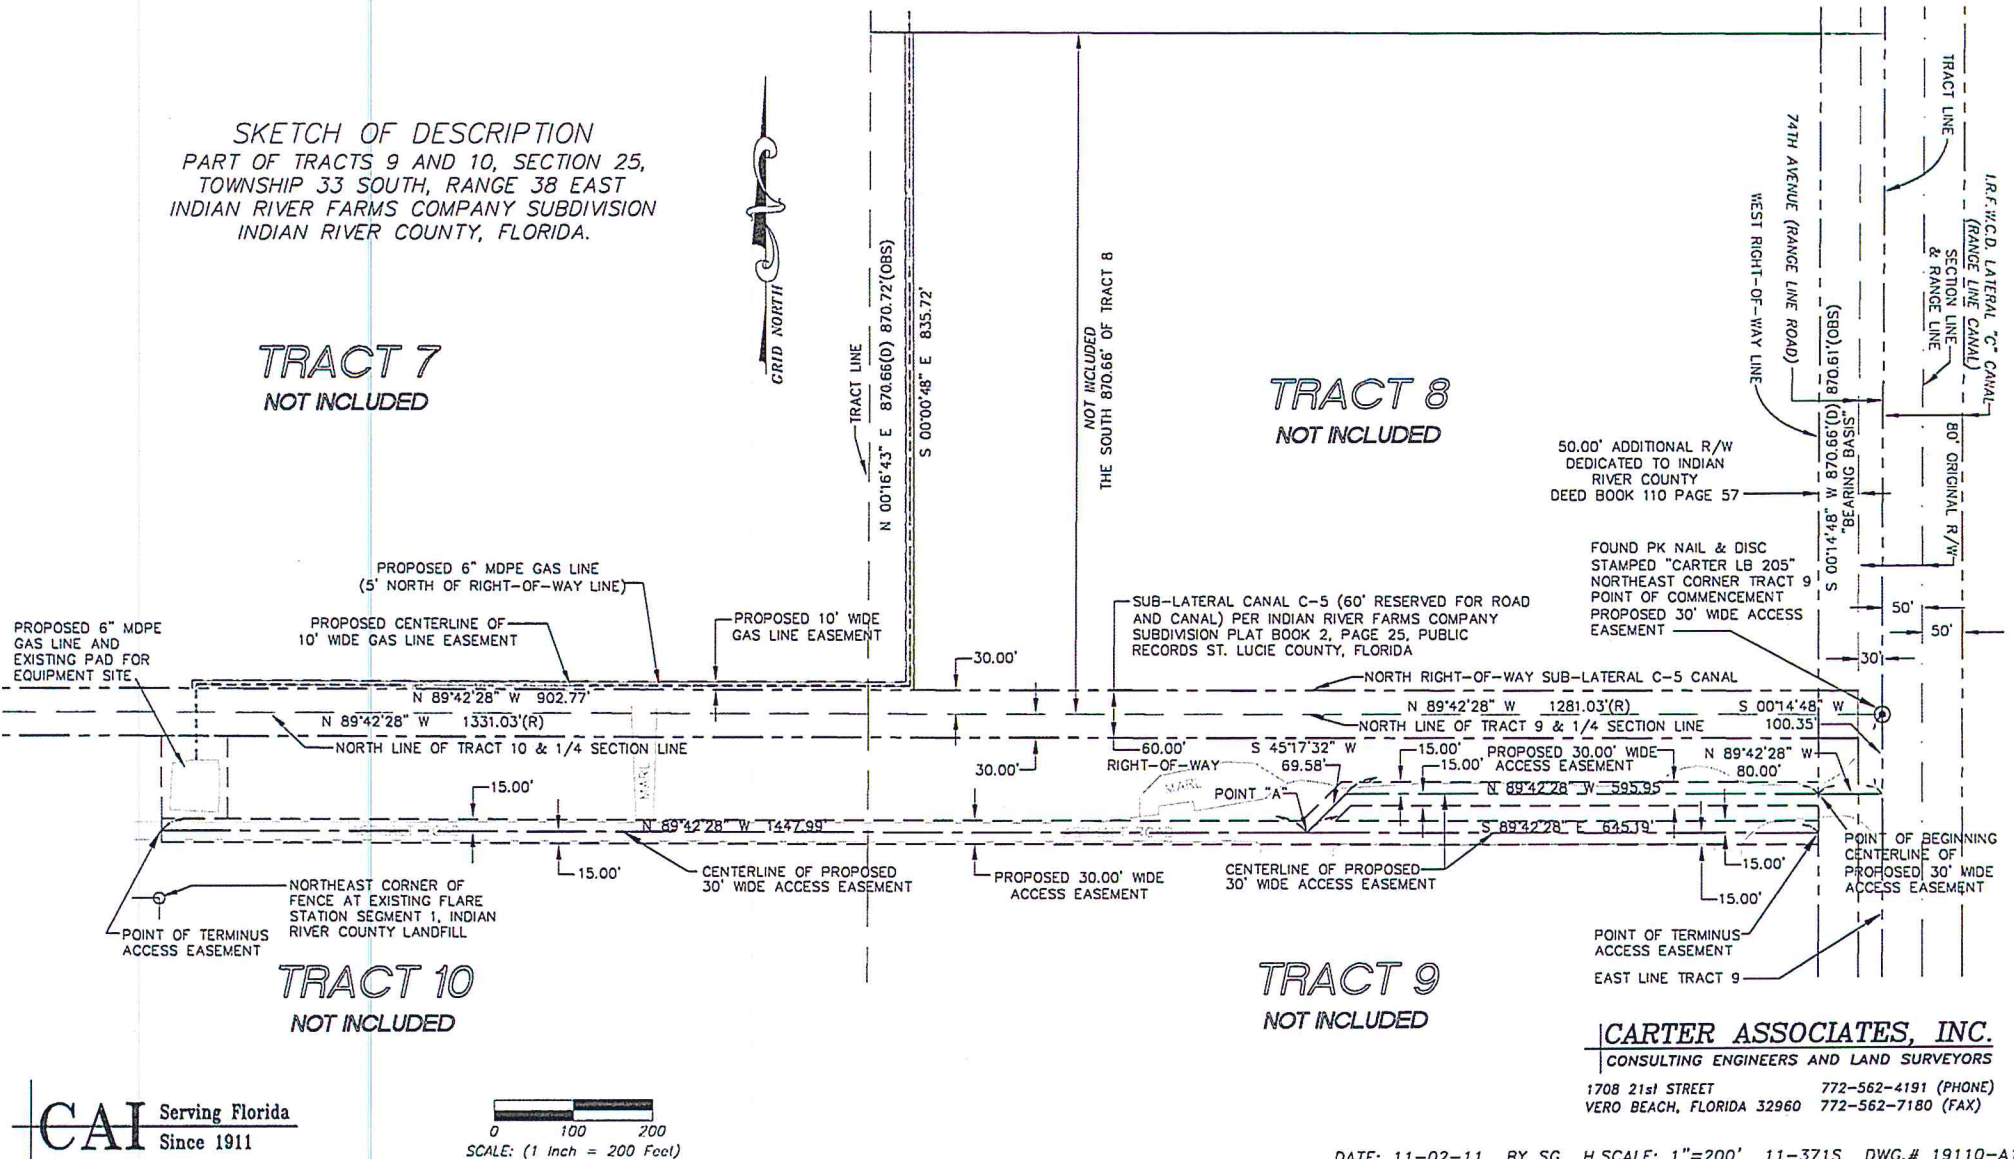 SKETCH OF DESCRIPTION
PART OF TRACTS 9 AND 10, SECTION 25,
TOWNSHIP 33 SOUTH, RANGE 38 EAST
INDIAN RIVER FARMS COMPANY SUBDIVISION
INDIAN RIVER COUNTY, FLORIDA.
GRID NORTH
TRACT 7
NOT INCLUDED
TRACT LINE
N 00°16'43" E 870.66(D) 870.72'(OBS)
S 00°00'48" E 835.72'
NOT INCLUDED
THE SOUTH 870.66' OF TRACT 8
TRACT 8
NOT INCLUDED
TRACT LINE
74TH AVENUE (RANGE LINE ROAD)
WEST RIGHT-OF-WAY LINE
I.R.F.W.C.D. LATERAL "C" CANAL
(RANGE LINE CANAL)
SECTION LINE
& RANGE LINE
S 00°14'48" W 870.66'(D) 870.61'(OBS)
"BEARING BASIS"
80' ORIGINAL R/W
50.00' ADDITIONAL R/W
DEDICATED TO INDIAN
RIVER COUNTY
DEED BOOK 110 PAGE 57
FOUND PK NAIL & DISC
STAMPED "CARTER LB 205"
NORTHEAST CORNER TRACT 9
POINT OF COMMENCEMENT
PROPOSED 30' WIDE ACCESS
EASEMENT
50'
50'
30'
PROPOSED 6" MDPE GAS LINE
(5' NORTH OF RIGHT-OF-WAY LINE)
PROPOSED CENTERLINE OF
10' WIDE GAS LINE EASEMENT
PROPOSED 10' WIDE
GAS LINE EASEMENT
PROPOSED 6" MDPE
GAS LINE AND
EXISTING PAD FOR
EQUIPMENT SITE
SUB-LATERAL CANAL C-5 (60' RESERVED FOR ROAD
AND CANAL) PER INDIAN RIVER FARMS COMPANY
SUBDIVISION PLAT BOOK 2, PAGE 25, PUBLIC
RECORDS ST. LUCIE COUNTY, FLORIDA
30.00'
NORTH RIGHT-OF-WAY SUB-LATERAL C-5 CANAL
N 89°42'28" W 902.77'
N 89°42'28" W 1331.03'(R)
NORTH LINE OF TRACT 10 & 1/4 SECTION LINE
N 89°42'28" W 1281.03'(R)
S 00°14'48" W
100.35'
NORTH LINE OF TRACT 9 & 1/4 SECTION LINE
30.00'
60.00'
RIGHT-OF-WAY
S 45°17'32" W
69.58'
15.00'
15.00'
PROPOSED 30.00' WIDE
ACCESS EASEMENT
N 89°42'28" W
80.00'
MARL
MARL
POINT "A"
N 89°42'28" W 595.95'
15.00'
N 89°42'28" W 1447.99'
S 89°42'28" E 645.19'
15.00'
CENTERLINE OF PROPOSED
30' WIDE ACCESS EASEMENT
PROPOSED 30.00' WIDE
ACCESS EASEMENT
CENTERLINE OF PROPOSED
30' WIDE ACCESS EASEMENT
15.00'
15.00'
POINT OF BEGINNING
CENTERLINE OF
PROPOSED 30' WIDE
ACCESS EASEMENT
NORTHEAST CORNER OF
FENCE AT EXISTING FLARE
STATION SEGMENT 1, INDIAN
RIVER COUNTY LANDFILL
POINT OF TERMINUS
ACCESS EASEMENT
POINT OF TERMINUS
ACCESS EASEMENT
EAST LINE TRACT 9
TRACT 10
NOT INCLUDED
TRACT 9
NOT INCLUDED
CARTER ASSOCIATES, INC.
CONSULTING ENGINEERS AND LAND SURVEYORS
1708 21st STREET 772-562-4191 (PHONE)
VERO BEACH, FLORIDA 32960 772-562-7180 (FAX)
CAI Serving Florida
Since 1911
0 100 200
SCALE: (1 Inch = 200 Feet)
DATE: 11-02-11 BY SG H.SCALE: 1"=200' 11-371S DWG.# 19110-A